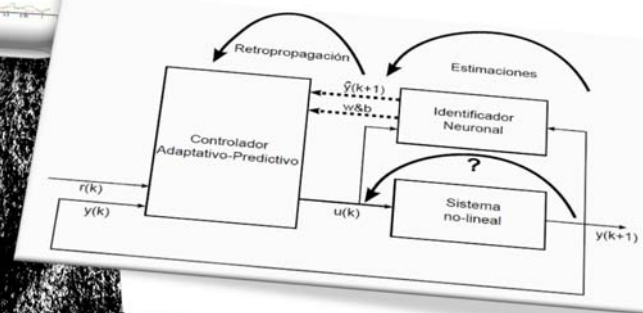 Retropropagación
Estimaciones
ŷ(k+1)
w&b
Identificador
Neuronal
Controlador
Adaptativo-Predictivo
?
r(k)
y(k)
u(k)
Sistema
no-lineal
y(k+1)